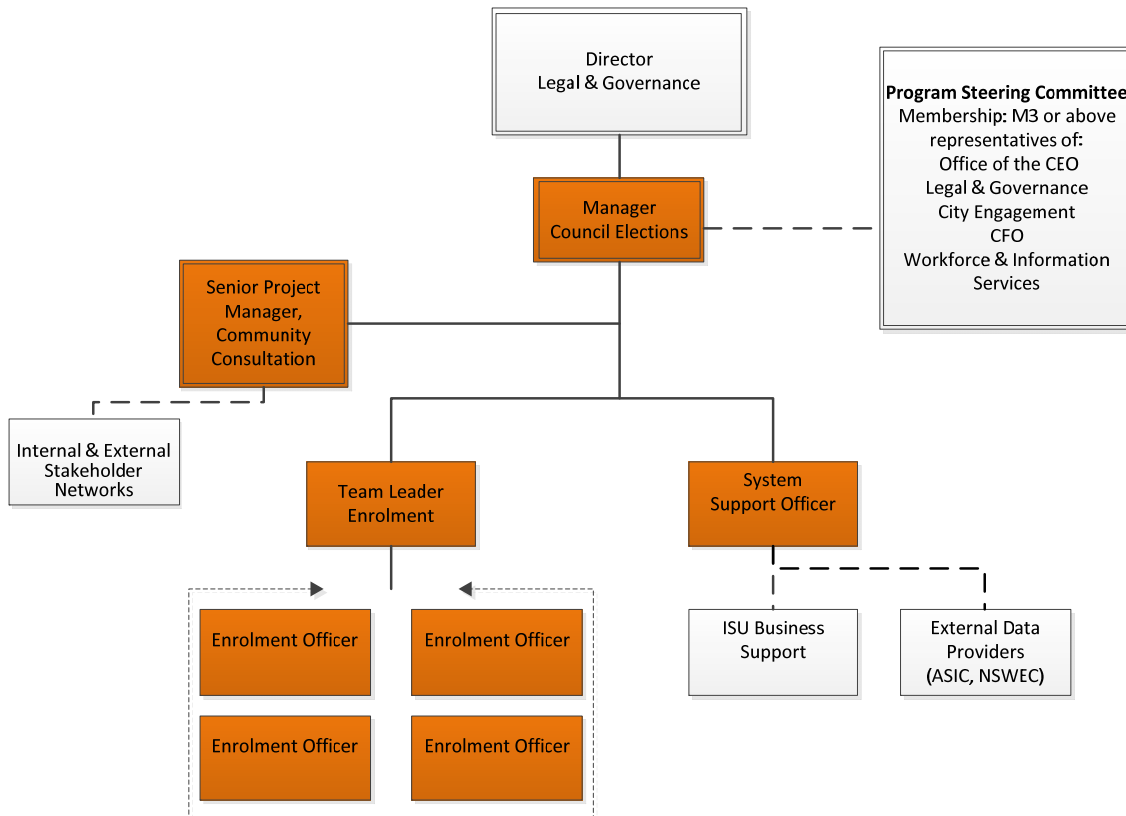 Director
Legal & Governance
Program Steering Committee
Membership: M3 or above
representatives of:
Office of the CEO
Legal & Governance
City Engagement
CFO
Workforce & Information
Services
Manager
Council Elections
Senior Project
Manager,
Community
Consultation
Internal & External
Stakeholder
Networks
Team Leader
Enrolment
System
Support Officer
Enrolment Officer
Enrolment Officer
ISU Business
Support
External Data
Providers
(ASIC, NSWEC)
Enrolment Officer
Enrolment Officer